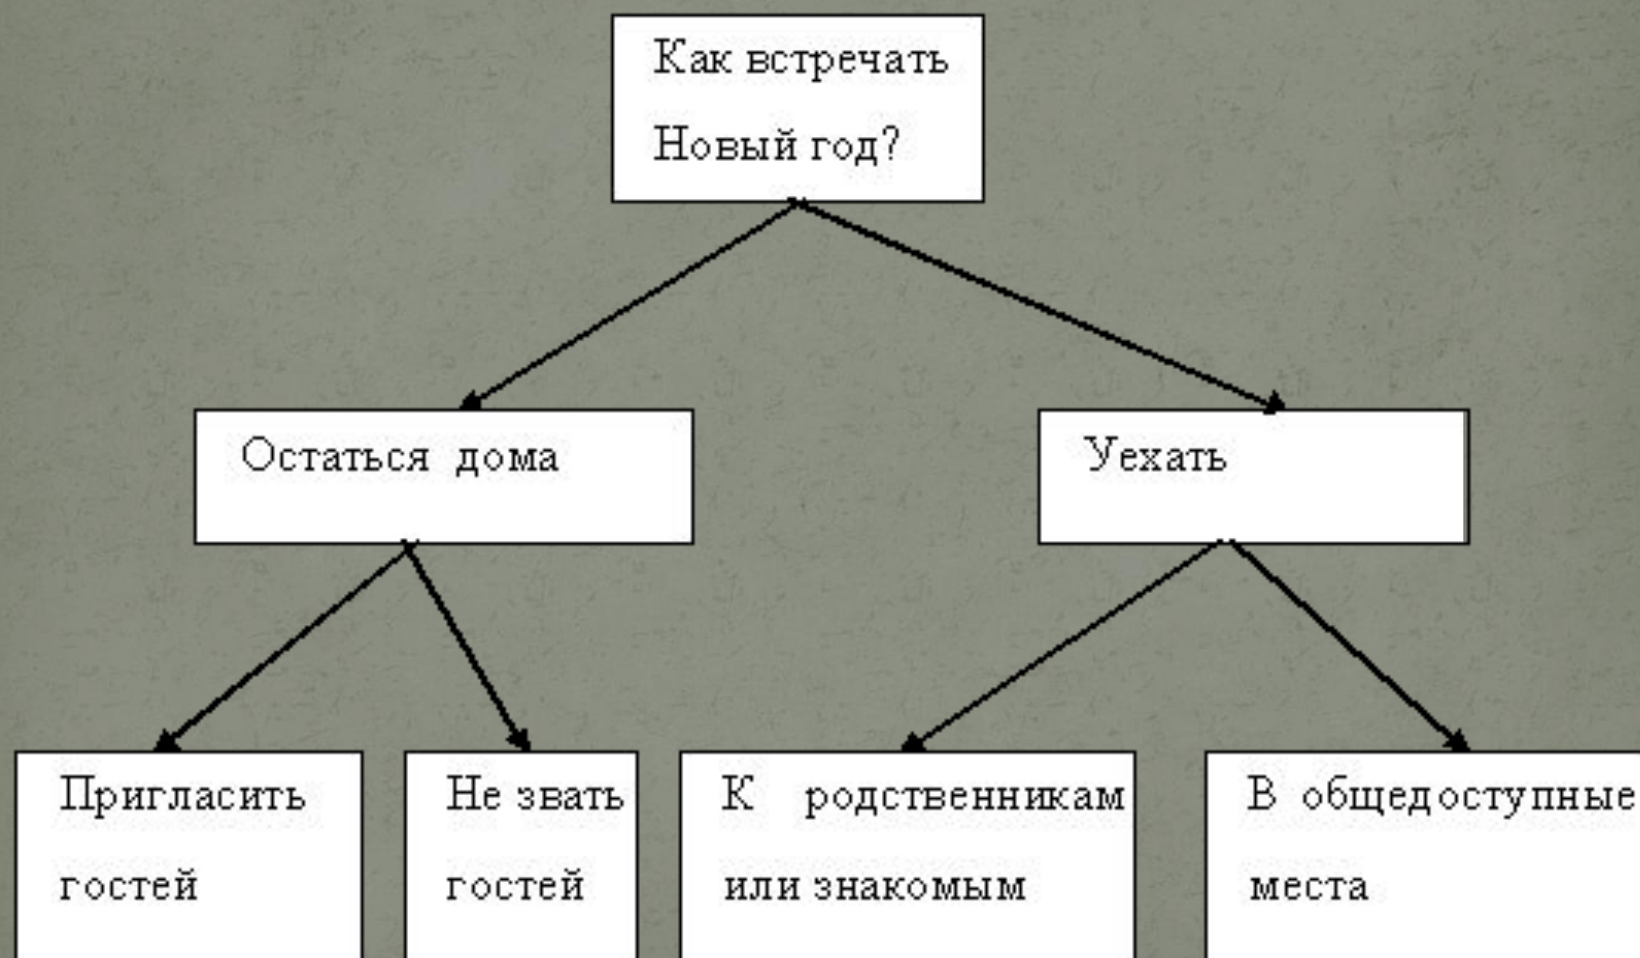 Как встречать
Новый год?
Остаться дома
Уехать
Пригласить
гостей
Не звать
гостей
К родственникам
или знакомым
В общедоступные
места